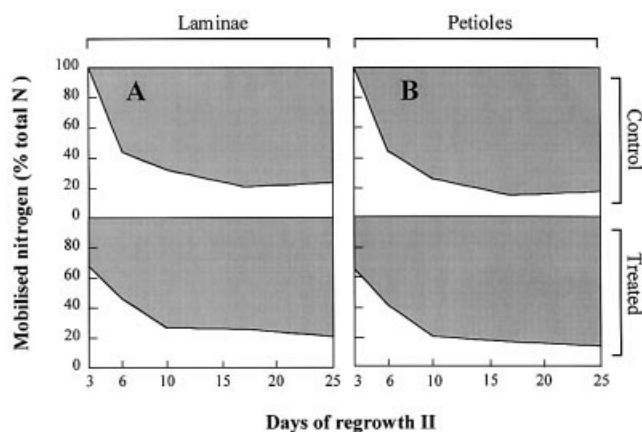 Laminae
Petioles
Mobilised nitrogen (% total N)
100
80
60
40
20
0
80
60
40
20
0
A
B
Control
Treated
3 6 10 15 20 25
3 6 10 15 20 25
Days of regrowth II